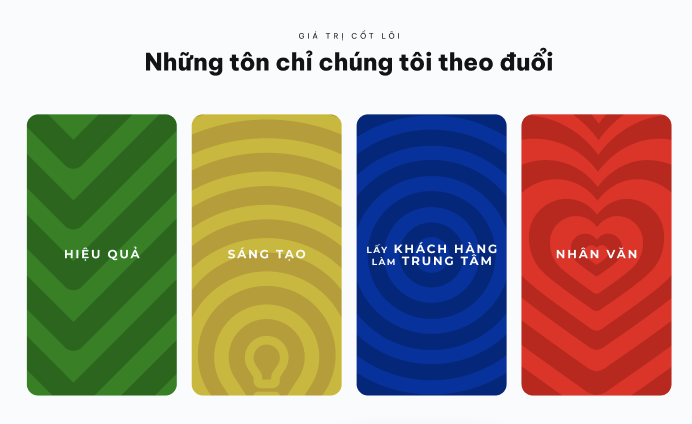 GIÁ TRỊ CỐT LÕI
Những tôn chỉ chúng tôi theo đuổi
HIỆU QUẢ
SÁNG TẠO
LẤY KHÁCH HÀNG
LÀM TRUNG TÂM
NHÂN VĂN